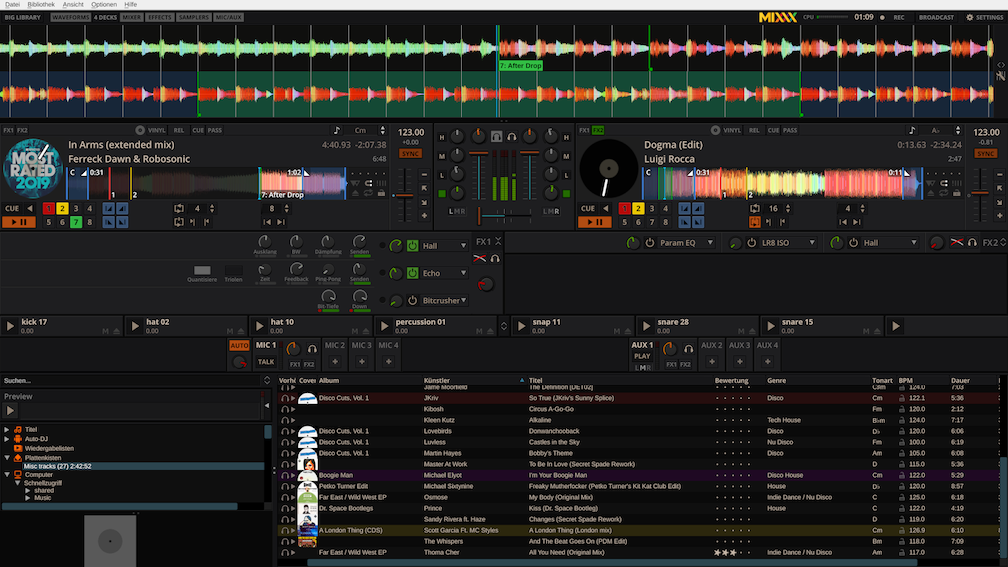 Datei Bibliothek Ansicht Optionen Hilfe
BIG LIBRARY WAVEFORMS 4 DECKS MIXER EFFECTS SAMPLERS MIC/AUX MIXXX CPU 01:09 REC BROADCAST SETTINGS
7: After Drop
FX1 FX2 VINYL REL CUE PASS Cm 123.00
+0.00
SYNC
In Arms (extended mix) 4:40.93 -2:07.38
Ferreck Dawn & Robosonic 6:48
MOST RATED 2019
C 0:31 1:02
1 2 7: After Drop
CUE 1 2 3 4 4 8
5 6 7 8
H H
M M
L L
LMR LMR
FX1 FX2 VINYL REL CUE PASS 123.00
-0.81
SYNC
Dogma (Edit) 0:13.63 -2:34.24
Luigi Rocca 2:47
C 0:31 0:11
1 2
CUE 1 2 3 4 16 4
5 6 7 8
Ausklang BW Dämpfung Senden Hall FX1
Quantisiere Triolen Zeit Feedback Ping-Pong Senden Echo
Bit-Tiefe Down Bitcrusher
Param EQ LR8 ISO Hall FX2
kick 17 hat 02 hat 10 percussion 01 snap 11 snare 28 snare 15
0.00 0.00 0.00 0.00 0.00 0.00 0.00
AUTO MIC 1 MIC 2 MIC 3 MIC 4 AUX 1 AUX 2 AUX 3 AUX 4
TALK FX1 FX2 PLAY FX1 FX2
LMR
Suchen...
Preview
Titel
Auto-DJ
Wiedergabelisten
Plattenkisten
Misc tracks (27) 2:42:52
Computer
Schnellzugriff
shared
Music
Vorh Cover Album Künstler Titel Bewertung Genre Tonart BPM Dauer
Jamie Moorfield The Definition [DET02] 124.0 7:03
Disco Cuts, Vol. 1 JKriv So True (JKriv's Sunny Splice) Disco Cm 122.1 5:36
Kibosh Circus A-Go-Go Fm 120.0 2:12
Kleen Kutz Alkaline Tech House 124.0 7:17
Disco Cuts, Vol. 1 Lovebirds Donwanchooback Disco 120.0 6:06
Disco Cuts, Vol. 1 Luvless Castles in the Sky Nu Disco Fm 120.0 6:13
Disco Cuts, Vol. 1 Martin Hayes Bobby's Theme Disco Am 105.0 6:08
Master At Work To Be In Love (Secret Spade Rework) D 115.0 5:36
Boogie Man Michael Elyot I'm Your Boogie Man Disco House Cm 122.0 5:29
Petko Turner Edit Michael Sixtynine Freaky Mutherfocker (Petko Turner's Kit Kat Club Edit) House 120.0 8:57
Far East / Wild West EP Osmose My Body (Original Mix) Indie Dance / Nu Disco C 125.0 6:18
Dr. Space Bootlegs Prince Kiss (Dr. Space Bootleg) House C 122.0 5:17
Sandy Rivera ft. Haze Changes (Secret Spade Rework) D 119.0 6:20
A London Thing (CDS) Scott Garcia Ft. MC Styles A London Thing (London mix) Cm 126.9 6:10
The Whispers And The Beat Goes On (PDM Edit) Bm 118.0 7:09
Far East / Wild West EP Thoma Cher All You Need (Original Mix) Indie Dance / Nu Disco Am 117.0 6:28